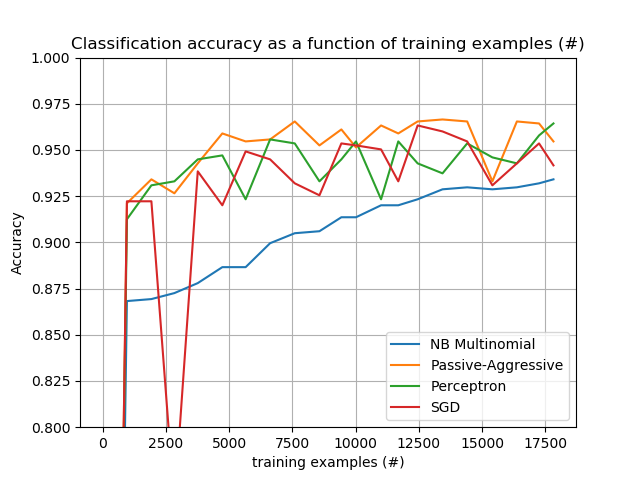 Classification accuracy as a function of training examples (#)
1.000
0.975
0.950
0.925
0.900
0.875
0.850
0.825
0.800
Accuracy
NB Multinomial
Passive-Aggressive
Perceptron
SGD
0 2500 5000 7500 10000 12500 15000 17500
training examples (#)